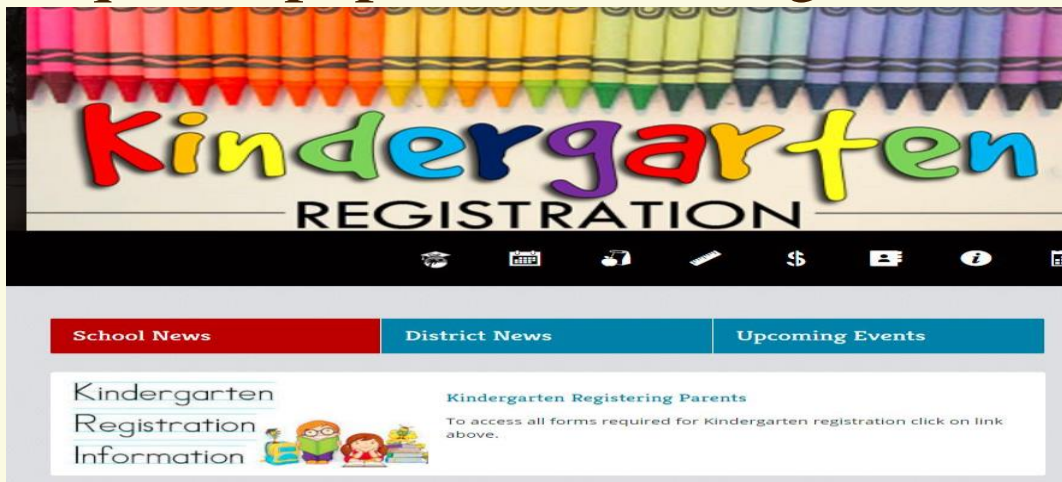 Kindergarten
REGISTRATION
School News
District News
Upcoming Events
Kindergarten
Registration
Information
Kindergarten Registering Parents
To access all forms required for Kindergarten registration click on link
above.